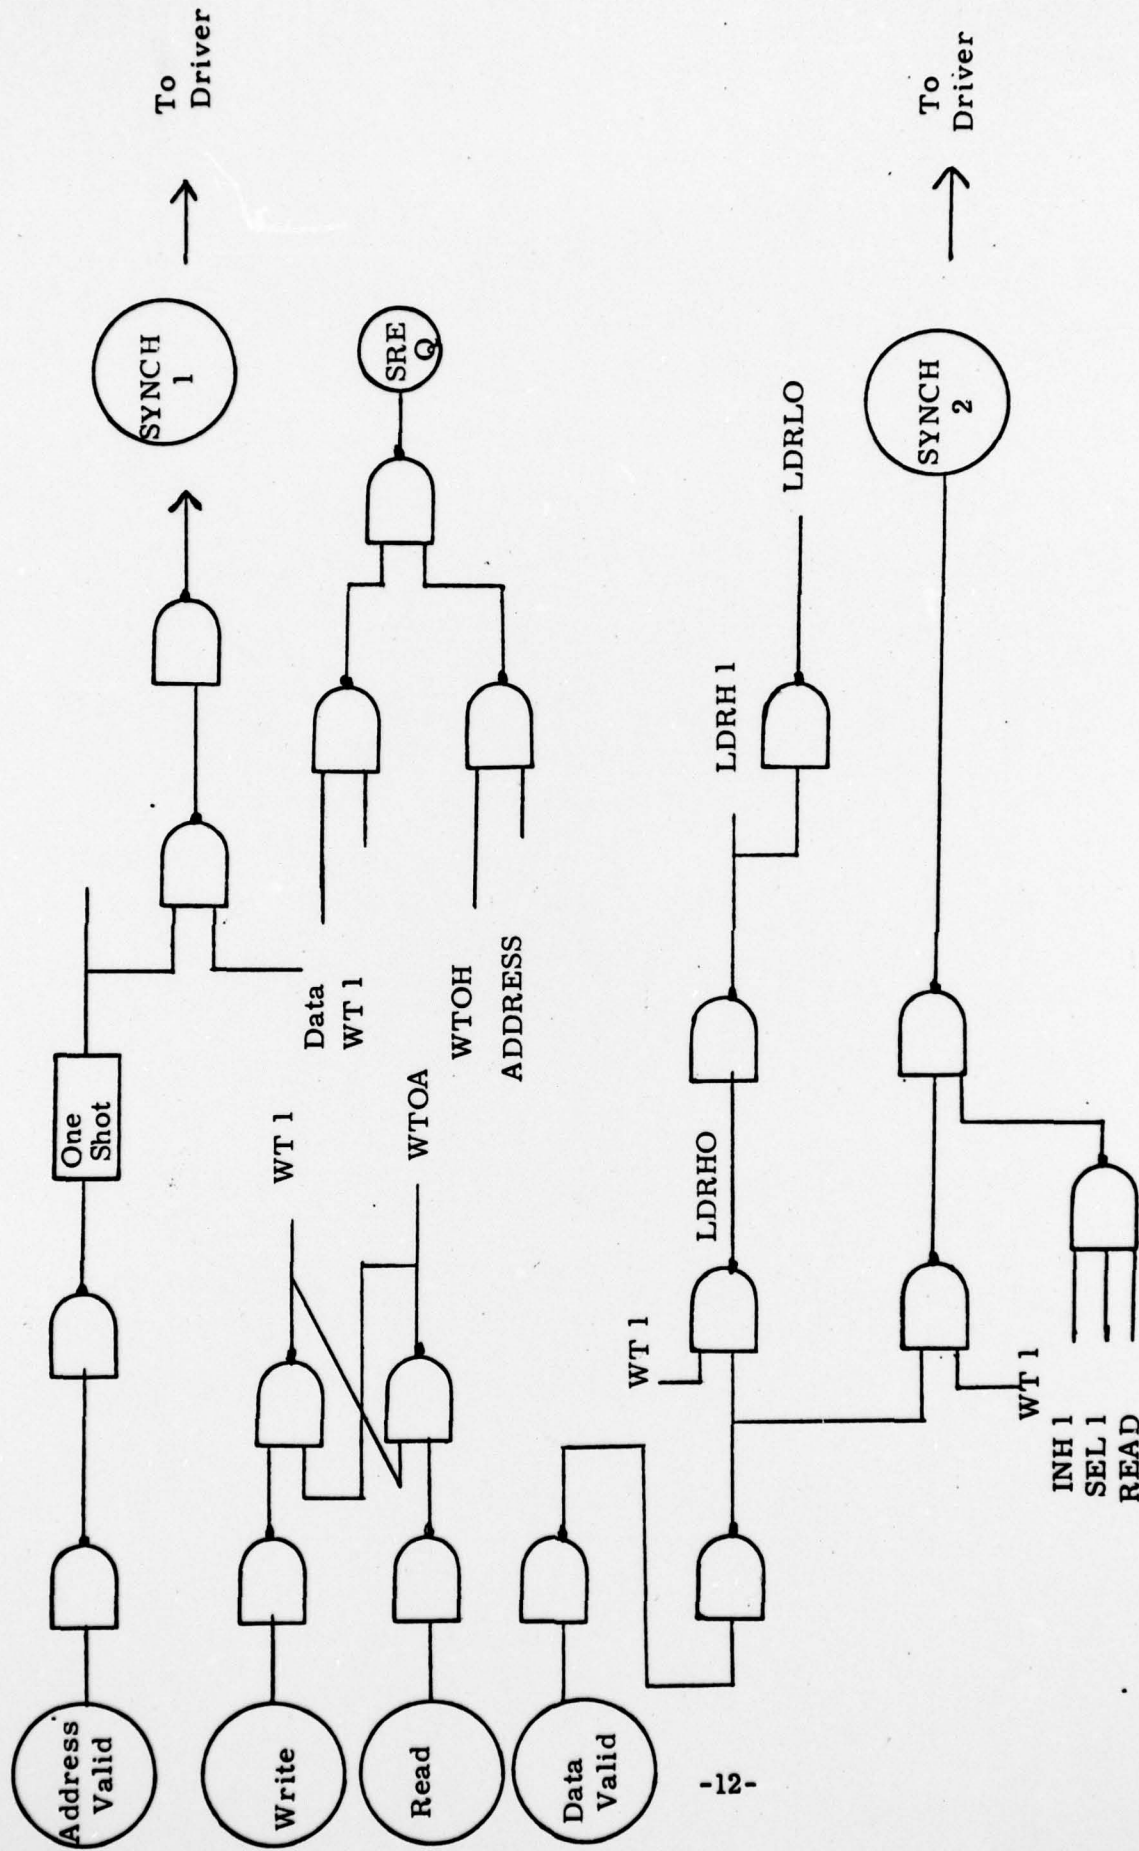 Address
Valid
One
Shot
SYNCH
1
To
Driver
Write
WT 1
Data
WT 1
Read
WTOA
WTOH
ADDRESS
SRE
Q
Data
Valid
WT 1
LDRHO
LDRH 1
LDRLO
WT 1
INH 1
SEL 1
READ
SYNCH
2
To
Driver
-12-